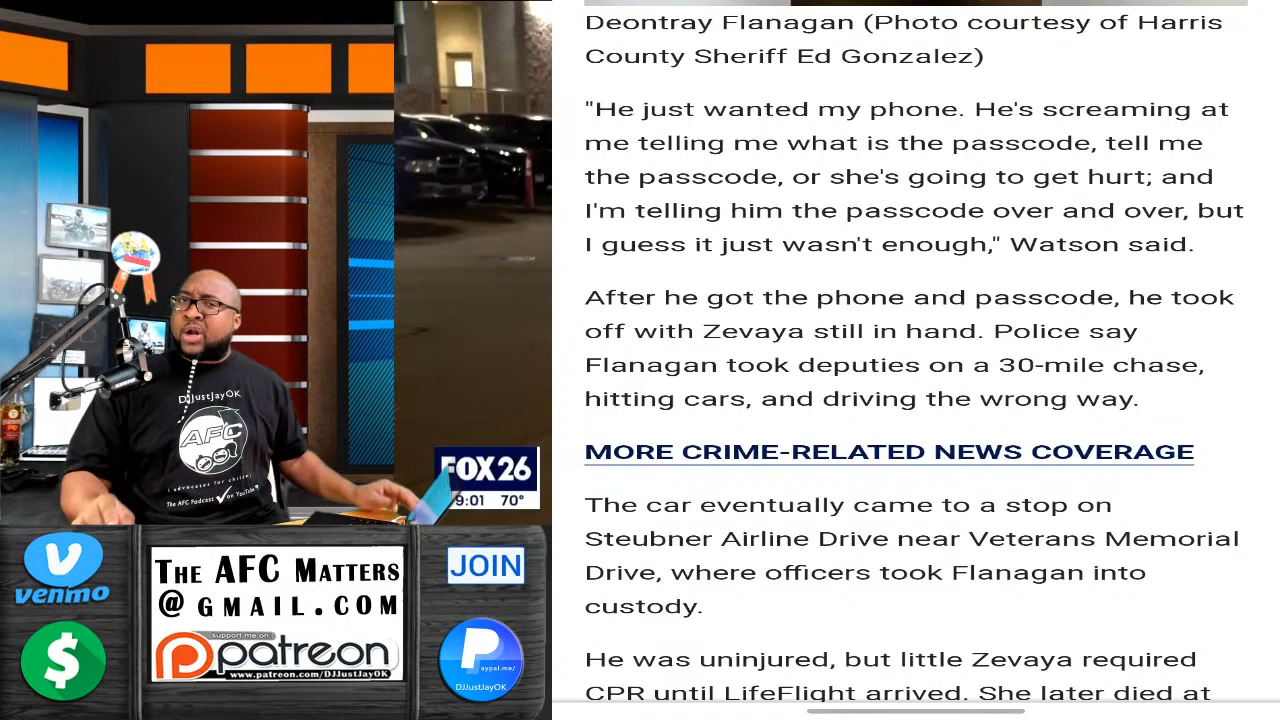 Deontray Flanagan (Photo courtesy of Harris
County Sheriff Ed Gonzalez)
"He just wanted my phone. He's screaming at
me telling me what is the passcode, tell me
the passcode, or she's going to get hurt; and
I'm telling him the passcode over and over, but
I guess it just wasn't enough," Watson said.
After he got the phone and passcode, he took
off with Zevaya still in hand. Police say
Flanagan took deputies on a 30-mile chase,
hitting cars, and driving the wrong way.
MORE CRIME-RELATED NEWS COVERAGE
The car eventually came to a stop on
Steubner Airline Drive near Veterans Memorial
Drive, where officers took Flanagan into
custody.
He was uninjured, but little Zevaya required
CPR until LifeFlight arrived. She later died at
DJJustJayOK
AFC
The AFC Podcast on YouTube
FOX 26
9:01 70°
venmo
$
THE AFC MATTERS
@GMAIL.COM
support me on
patreon
www.patreon.com/DJJustJayOK
JOIN
Paypal.me/
DJJustJayOK